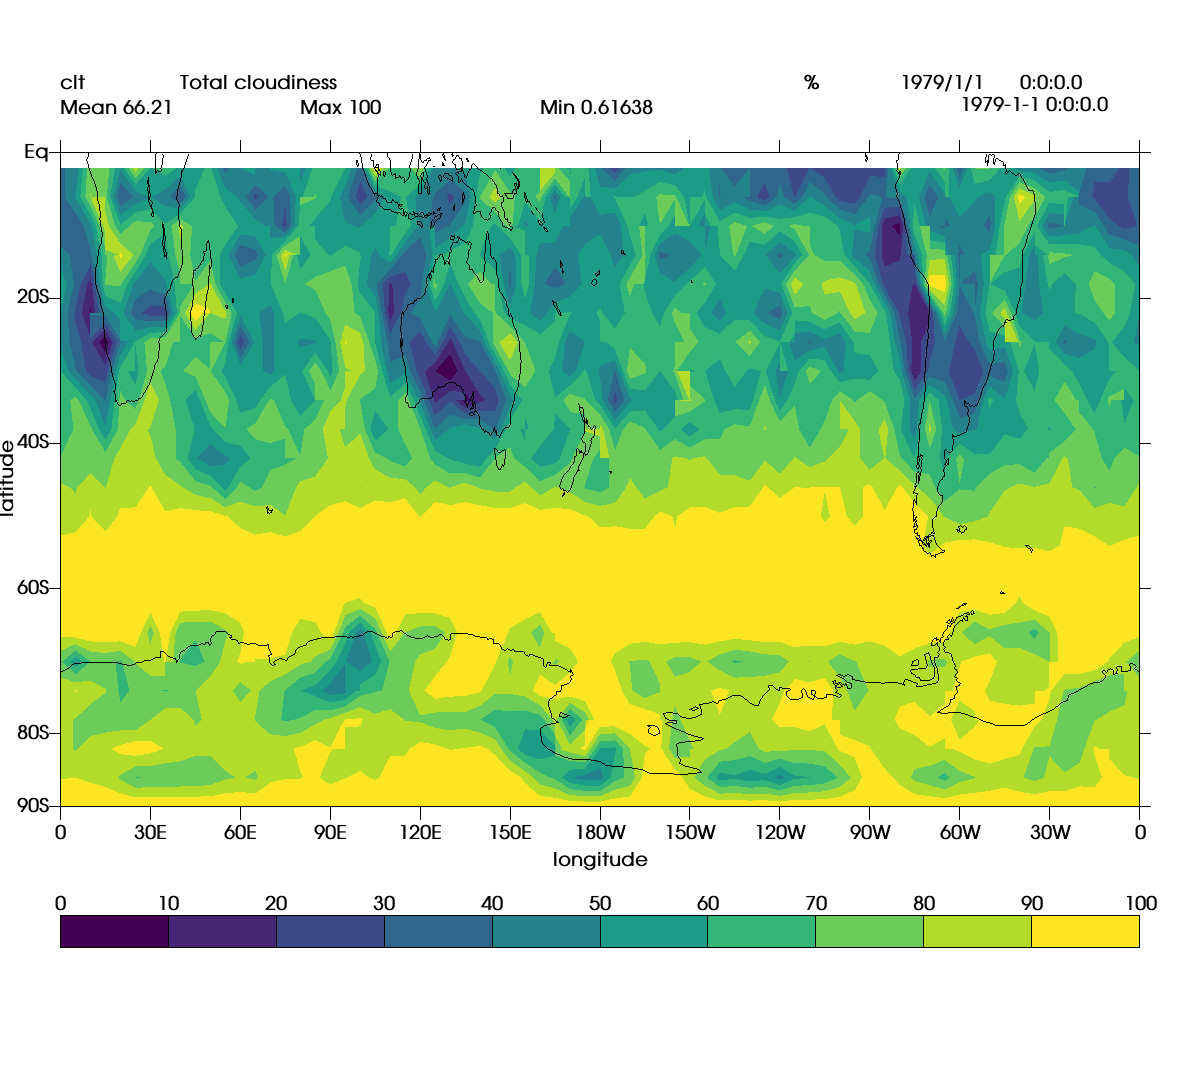 clt Total cloudiness % 1979/1/1 0:0:0.0
Mean 66.21 Max 100 Min 0.61638 1979-1-1 0:0:0.0
Eq
20S
40S
latitude
60S
80S
90S
0 30E 60E 90E 120E 150E 180W 150W 120W 90W 60W 30W 0
longitude
0 10 20 30 40 50 60 70 80 90 100